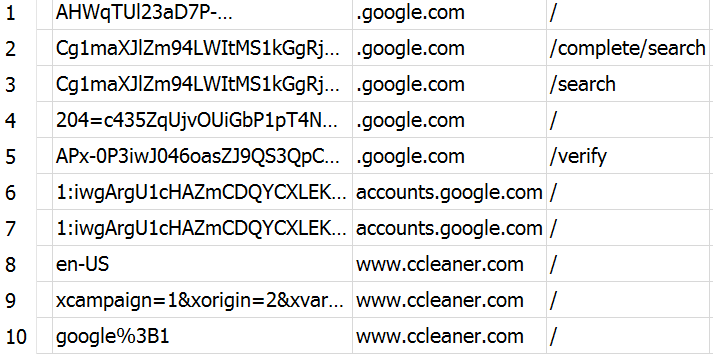 1 AHWqTUl23aD7P-... .google.com /
2 Cg1maXJlZm94LWItMS1kGgRj... .google.com /complete/search
3 Cg1maXJlZm94LWItMS1kGgRj... .google.com /search
4 204=c435ZqUjvOUiGbP1pT4N... .google.com /
5 APx-0P3iwJ046oasZJ9QS3QpC... .google.com /verify
6 1:iwgArgU1cHAZmCDQYCXLEK... accounts.google.com /
7 1:iwgArgU1cHAZmCDQYCXLEK... accounts.google.com /
8 en-US www.ccleaner.com /
9 xcampaign=1&xorigin=2&xvar... www.ccleaner.com /
10 google%3B1 www.ccleaner.com /